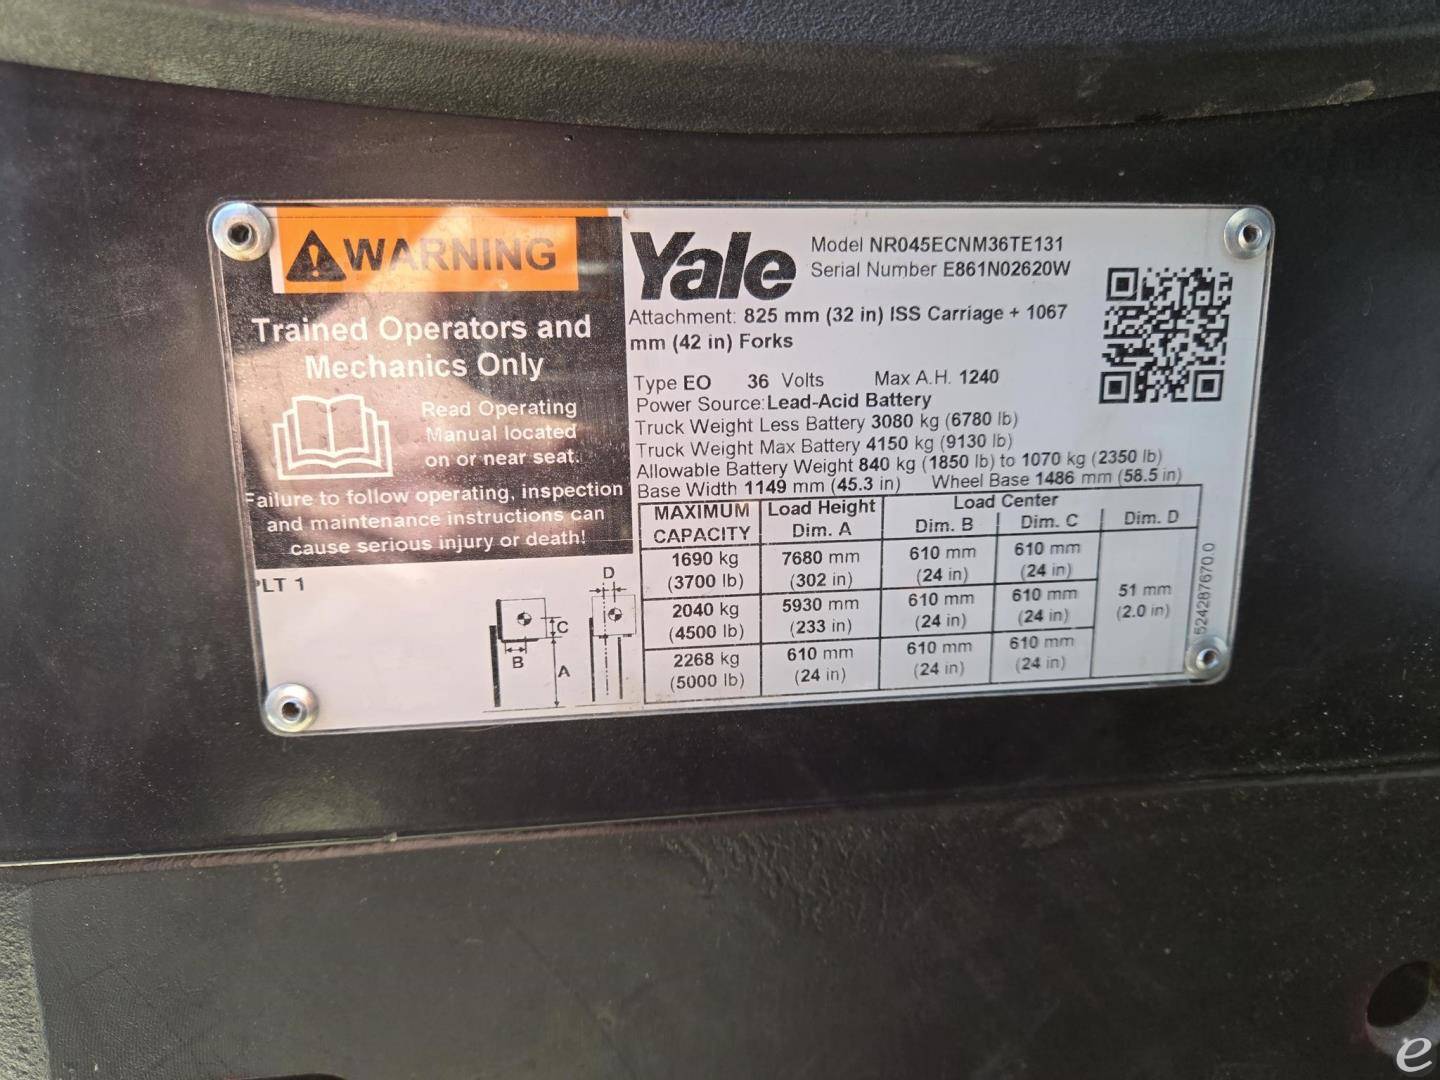 WARNING
Trained Operators and
Mechanics Only
Read Operating
Manual located
on or near seat.
Failure to follow operating, inspection
and maintenance instructions can
cause serious injury or death!
PLT 1
D
C
B
A
Yale
Model NR045ECNM36TE131
Serial Number E861N02620W
Attachment: 825 mm (32 in) ISS Carriage + 1067
mm (42 in) Forks
Type EO 36 Volts Max A.H. 1240
Power Source: Lead-Acid Battery
Truck Weight Less Battery 3080 kg (6780 lb)
Truck Weight Max Battery 4150 kg (9130 lb)
Allowable Battery Weight 840 kg (1850 lb) to 1070 kg (2350 lb)
Base Width 1149 mm (45.3 in) Wheel Base 1486 mm (58.5 in)
MAXIMUM Load Height Load Center
CAPACITY Dim. A Dim. B Dim. C Dim. D
1690 kg 7680 mm 610 mm 610 mm
(3700 lb) (302 in) (24 in) (24 in)
2040 kg 5930 mm 610 mm 610 mm 51 mm
(4500 lb) (233 in) (24 in) (24 in) (2.0 in)
2268 kg 610 mm 610 mm 610 mm
(5000 lb) (24 in) (24 in) (24 in)
524287670.0
e